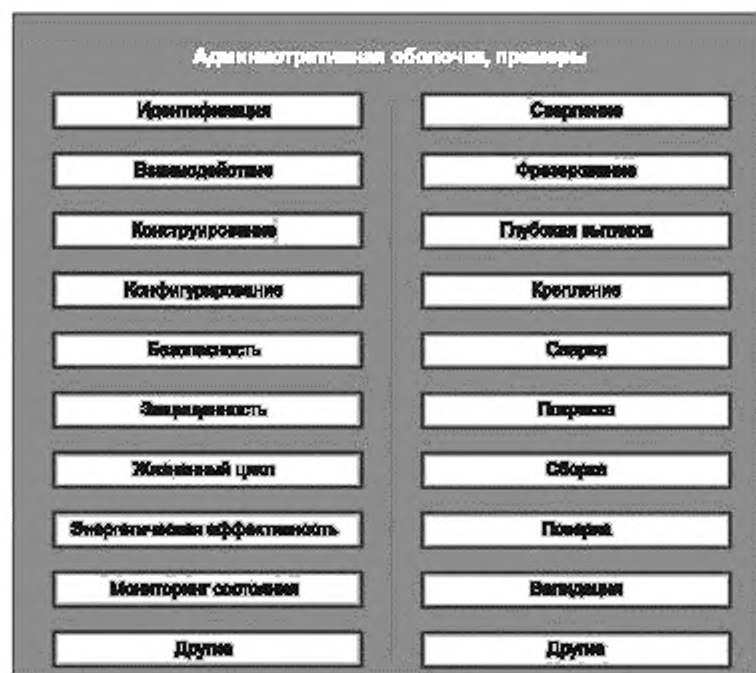 Административная оболочка, примеры
Идентификация
Взаимодействие
Конструирование
Конфигурирование
Безопасность
Защищенность
Жизненный цикл
Энергетическая эффективность
Мониторинг состояния
Другие
Сверление
Фрезерование
Глубокая вытяжка
Крепление
Сварка
Покраска
Сборка
Поверка
Валидация
Другие